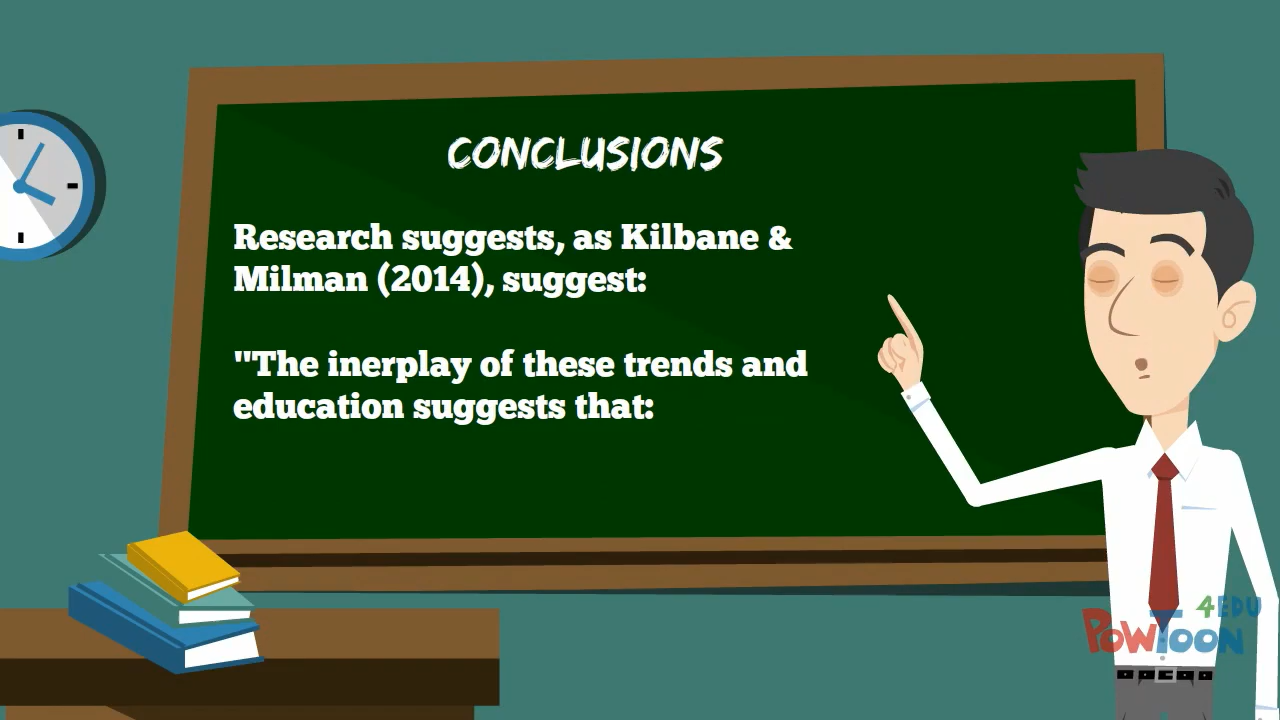 CONCLUSIONS
Research suggests, as Kilbane &
Milman (2014), suggest:
"The inerplay of these trends and
education suggests that:
4EDU
POWTOON